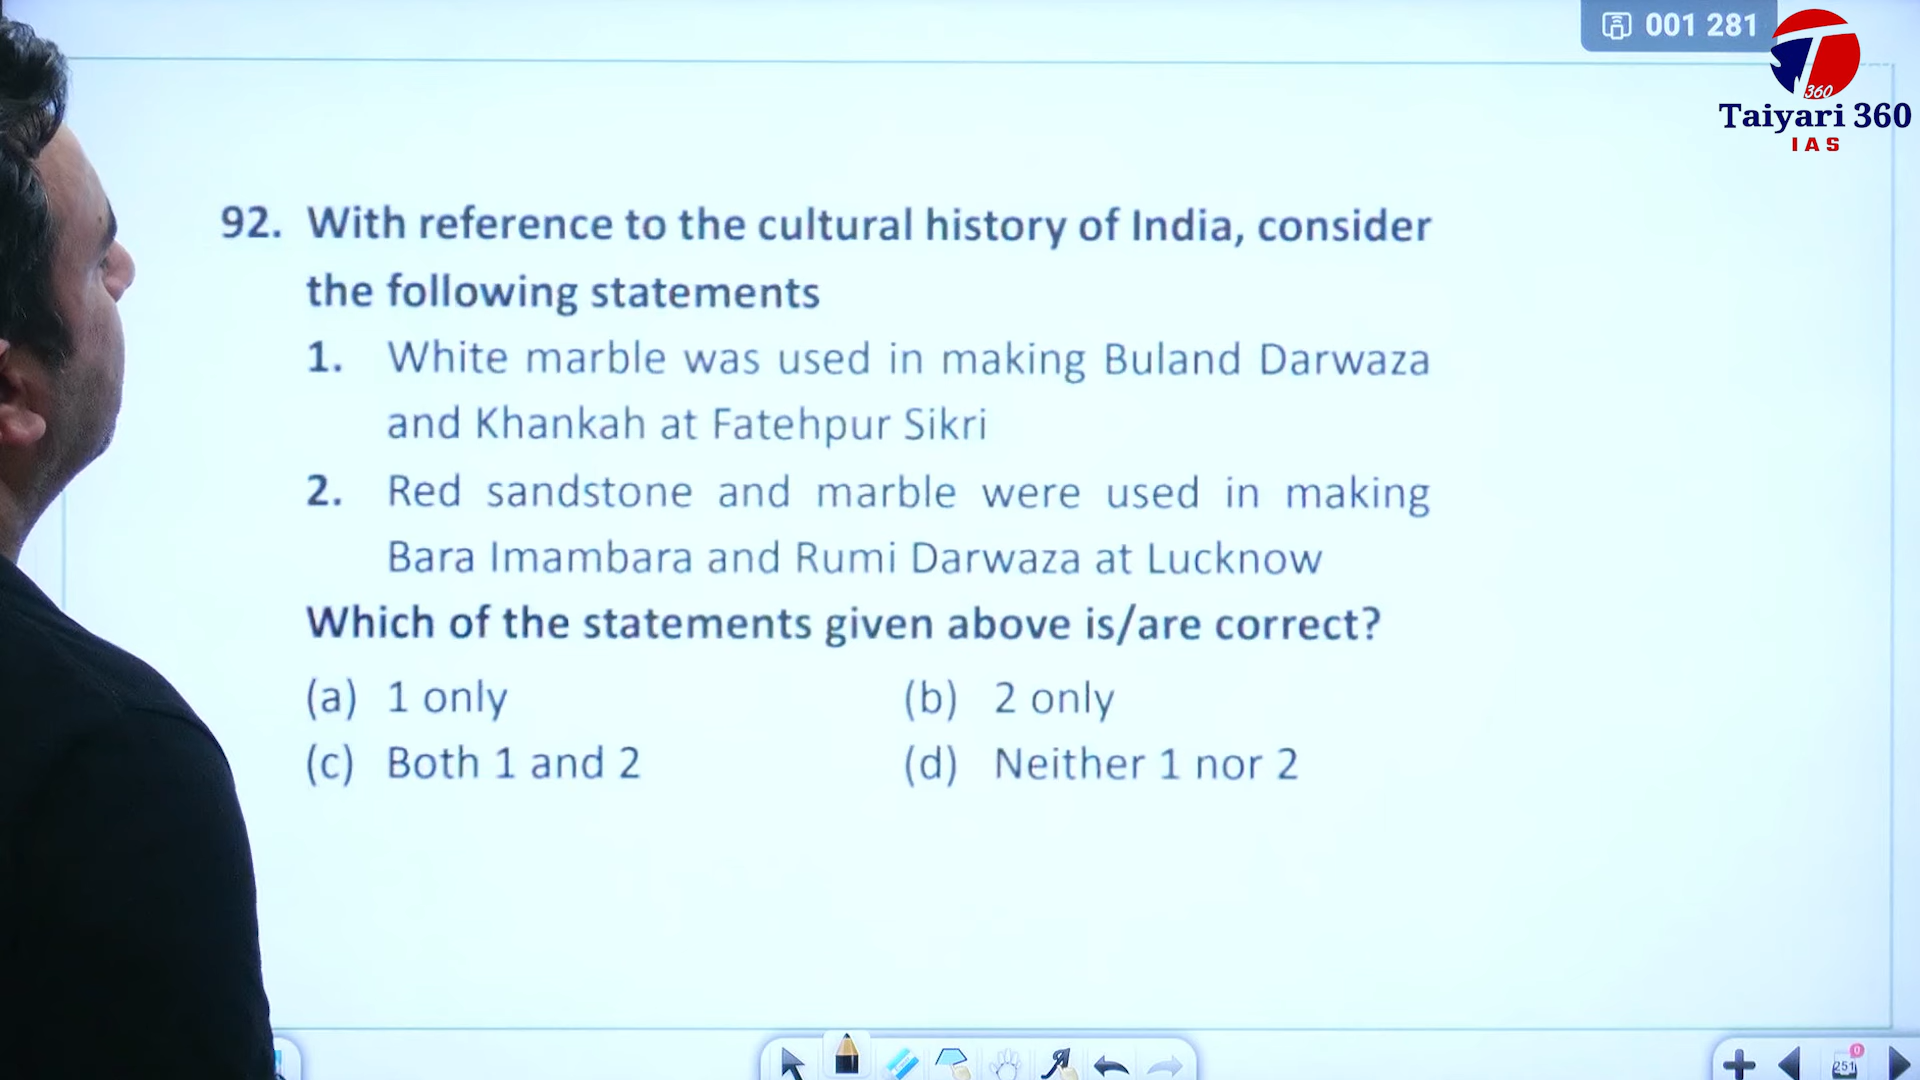 001 281
360
Taiyari 360
IAS
92. With reference to the cultural history of India, consider
the following statements
1. White marble was used in making Buland Darwaza
and Khankah at Fatehpur Sikri
2. Red sandstone and marble were used in making
Bara Imambara and Rumi Darwaza at Lucknow
Which of the statements given above is/are correct?
(a) 1 only (b) 2 only
(c) Both 1 and 2 (d) Neither 1 nor 2
0
251